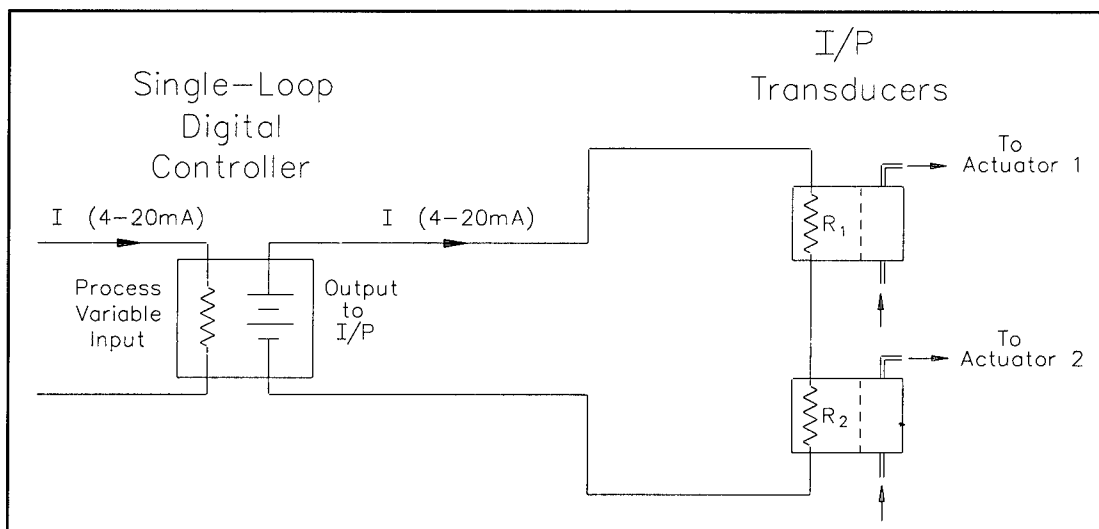 I/P
Transducers
Single-Loop
Digital
Controller
To
Actuator 1
I (4-20mA)
I (4-20mA)
R₁
Process
Variable
Input
Output
to
I/P
To
Actuator 2
R₂